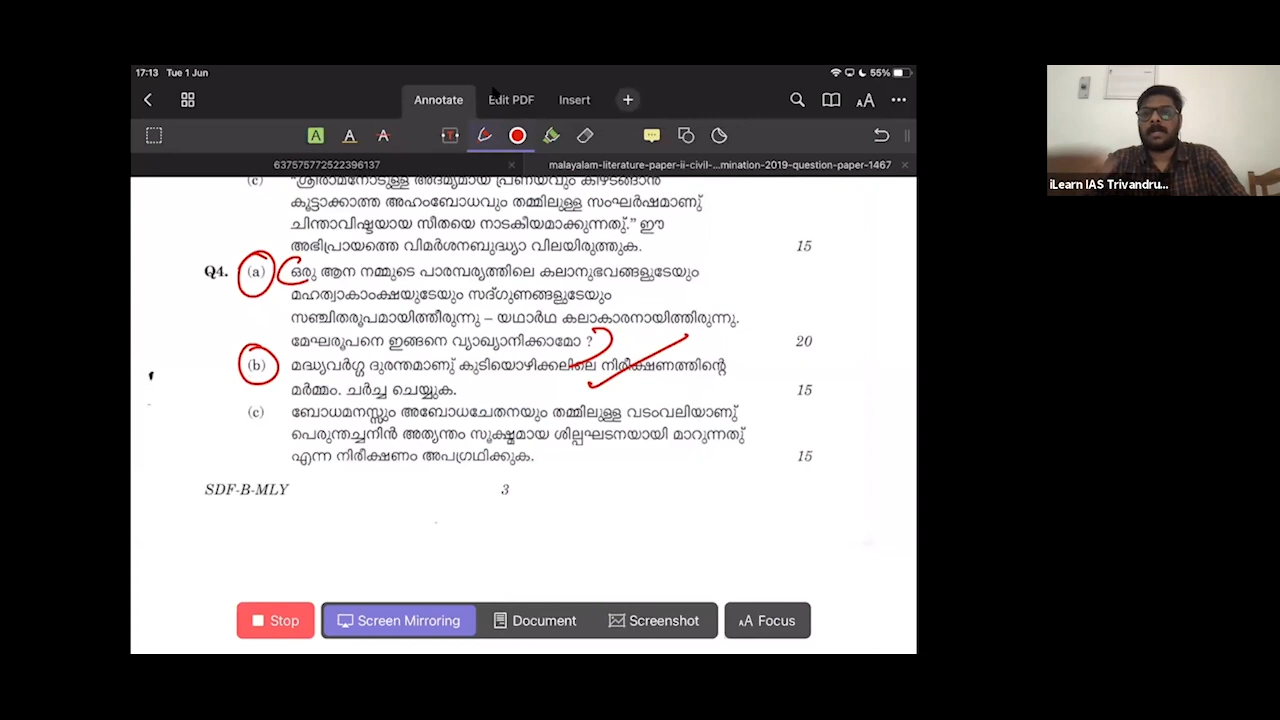 17:13 Tue 1 Jun
55%
Annotate Edit PDF Insert
637575772522396137
malayalam-literature-paper-ii-civil-...mination-2019-question-paper-1467
(c) "ശ്രീരാമനോടുള്ള അദമ്യമായ പ്രണയവും കീഴടങ്ങാൻ
കൂട്ടാക്കാത്ത അഹംബോധവും തമ്മിലുള്ള സംഘർഷമാണു്
ചിന്താവിഷ്ടയായ സീതയെ നാടകീയമാക്കുന്നതു്." ഈ
അഭിപ്രായത്തെ വിമർശനബുദ്ധ്യാ വിലയിരുത്തുക. 15
Q4. (a) ഒരു ആന നമ്മുടെ പാരമ്പര്യത്തിലെ കലാനുഭവങ്ങളുടേയും
മഹത്വാകാംക്ഷയുടേയും സദ്ഗുണങ്ങളുടേയും
സഞ്ചിതരൂപമായിത്തീരുന്നു – യഥാർഥ കലാകാരനായിത്തിരുന്നു.
മേഘരൂപനെ ഇങ്ങനെ വ്യാഖ്യാനിക്കാമോ ? 20
(b) മദ്ധ്യവർഗ്ഗ ദുരന്തമാണു് കുടിയൊഴിക്കലിലെ നിരീക്ഷണത്തിന്റെ
മർമ്മം. ചർച്ച ചെയ്യുക. 15
(c) ബോധമനസ്സും അബോധചേതനയും തമ്മിലുള്ള വടംവലിയാണു്
പെരുന്തച്ചനിൻ അത്യന്തം സൂക്ഷ്മമായ ശില്പഘടനയായി മാറുന്നതു്
എന്ന നിരീക്ഷണം അപഗ്രഥിക്കുക. 15
SDF-B-MLY 3
Stop Screen Mirroring Document Screenshot AA Focus
iLearn IAS Trivandru...